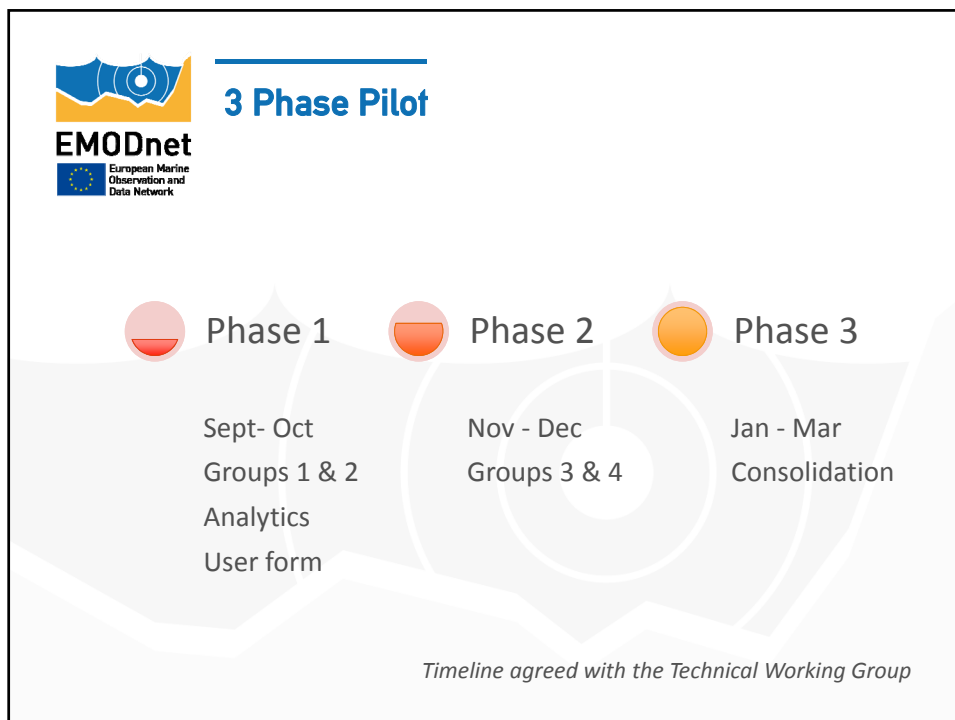 3 Phase Pilot
EMODnet
European Marine
Observation and
Data Network
Phase 1
Sept- Oct
Groups 1 & 2
Analytics
User form
Phase 2
Nov - Dec
Groups 3 & 4
Phase 3
Jan - Mar
Consolidation
Timeline agreed with the Technical Working Group